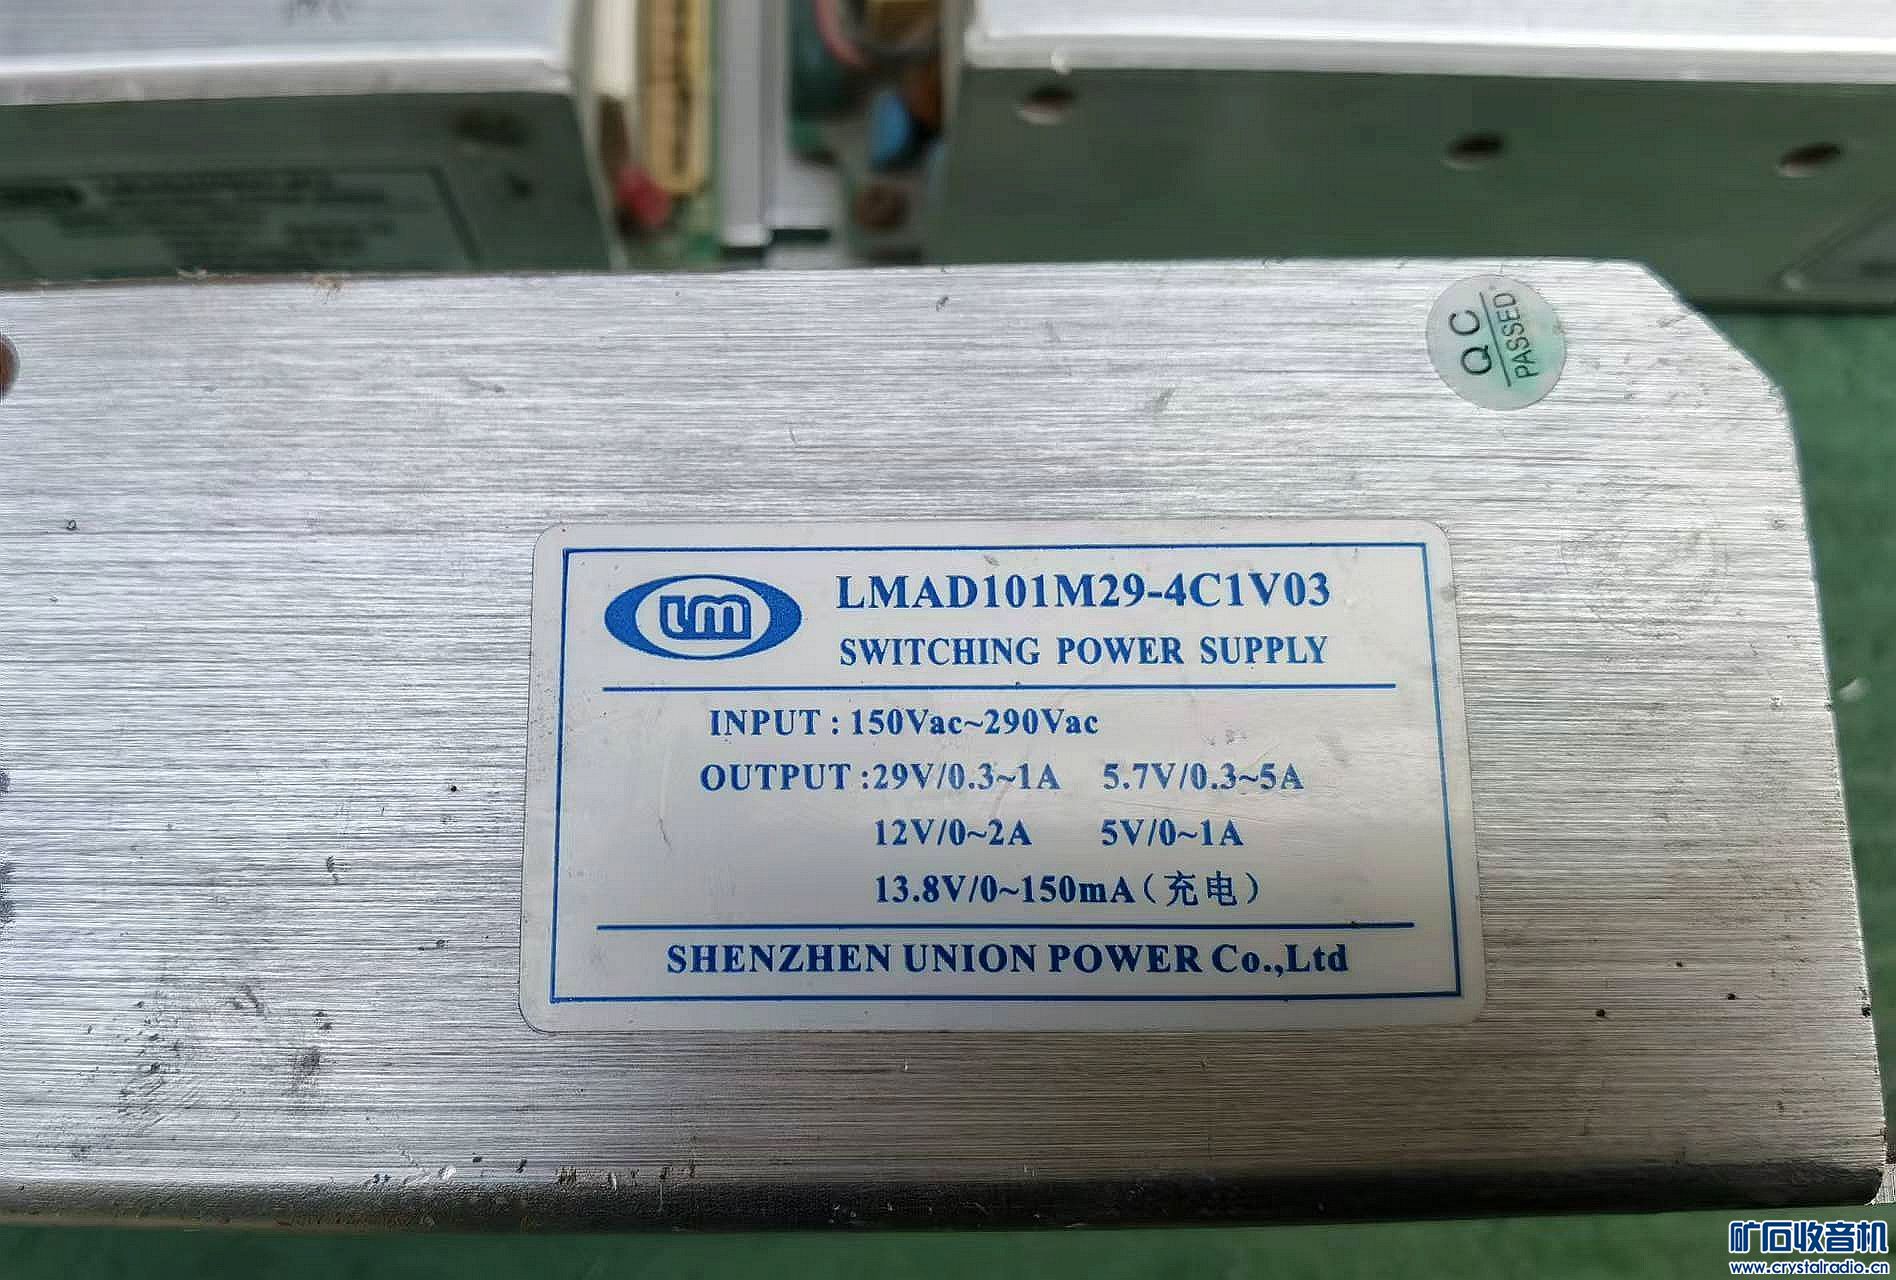 QC
PASSED
um
LMAD101M29-4C1V03
SWITCHING POWER SUPPLY
INPUT : 150Vac~290Vac
OUTPUT :29V/0.3~1A 5.7V/0.3~5A
12V/0~2A 5V/0~1A
13.8V/0~150mA(充电)
SHENZHEN UNION POWER Co.,Ltd
矿石收音机
www.crystalradio.cn